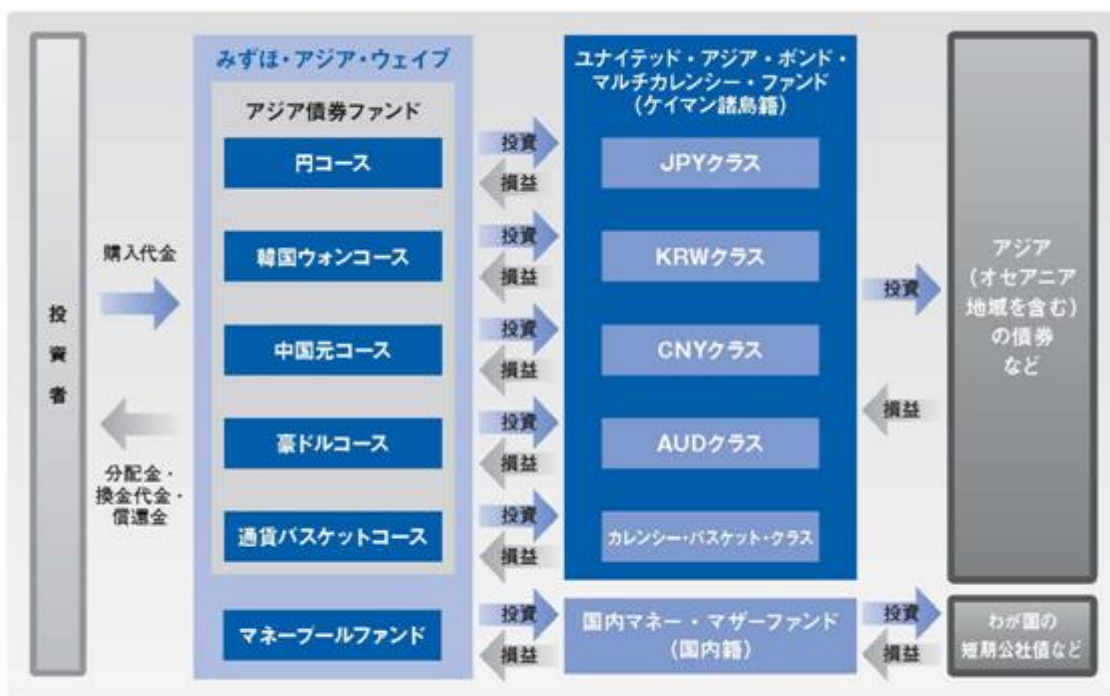 投
資
者
購入代金
分配金・
換金代金・
償還金
みずほ・アジア・ウェイブ
アジア債券ファンド
円コース
韓国ウォンコース
中国元コース
豪ドルコース
通貨バスケットコース
マネープールファンド
投資
損益
投資
損益
投資
損益
投資
損益
投資
損益
投資
損益
ユナイテッド・アジア・ボンド・
マルチカレンシー・ファンド
(ケイマン諸島籍)
JPYクラス
KRWクラス
CNYクラス
AUDクラス
カレンシー・バスケット・クラス
国内マネー・マザーファンド
(国内籍)
投資
損益
投資
損益
アジア
(オセアニア
地域を含む)
の債券
など
わが国の
短期公社債など